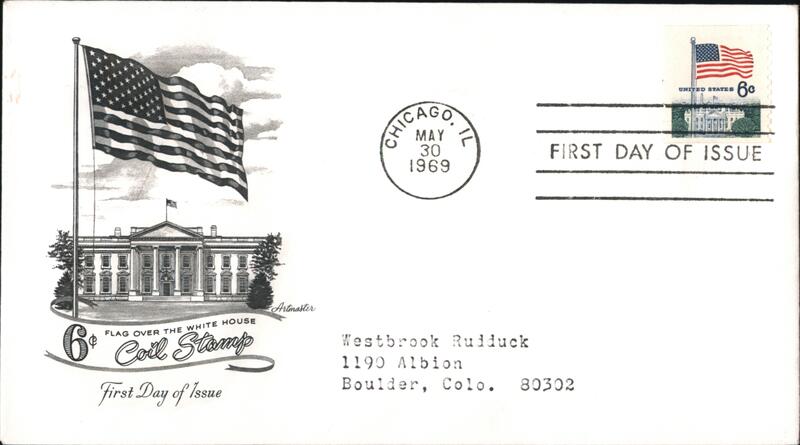 UNITED STATES 6c
CHICAGO, IL
MAY
30
1969
FIRST DAY OF ISSUE
Artmaster
6¢ FLAG OVER THE WHITE HOUSE
Coil Stamp
First Day of Issue
Westbrook Rudduck
1190 Albion
Boulder, Colo. 80302